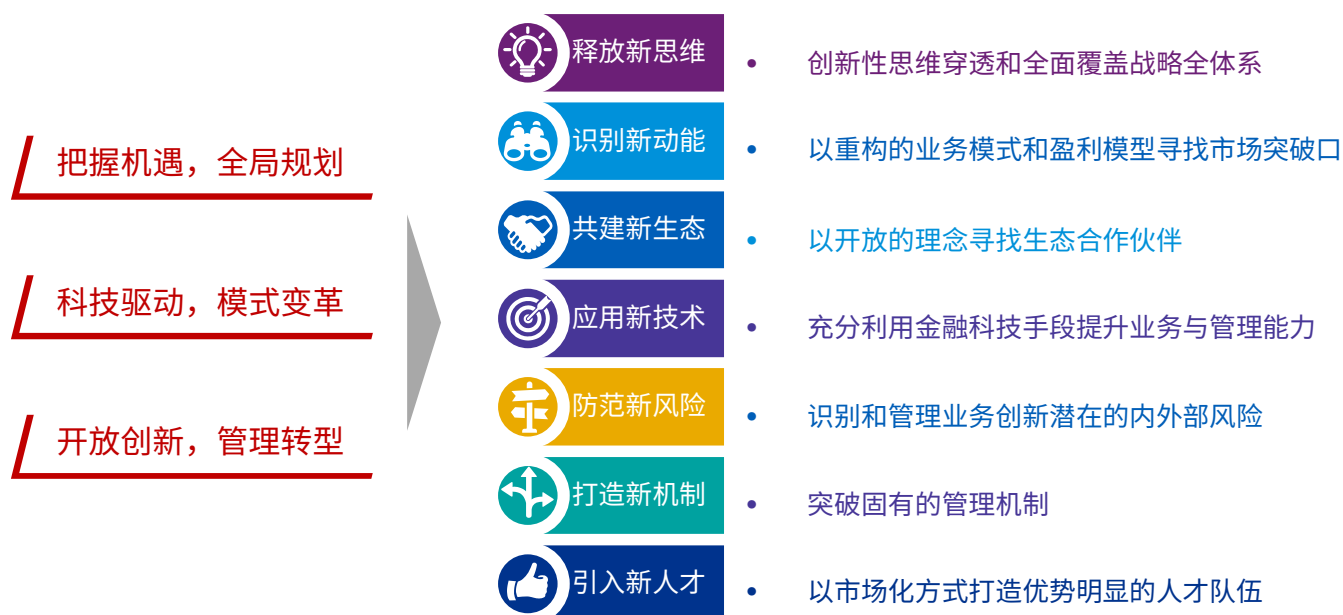 把握机遇，全局规划
科技驱动，模式变革
开放创新，管理转型
释放新思维
• 创新性思维穿透和全面覆盖战略全体系
识别新动能
• 以重构的业务模式和盈利模型寻找市场突破口
共建新生态
• 以开放的理念寻找生态合作伙伴
应用新技术
• 充分利用金融科技手段提升业务与管理能力
防范新风险
• 识别和管理业务创新潜在的内外部风险
打造新机制
• 突破固有的管理机制
引入新人才
• 以市场化方式打造优势明显的人才队伍